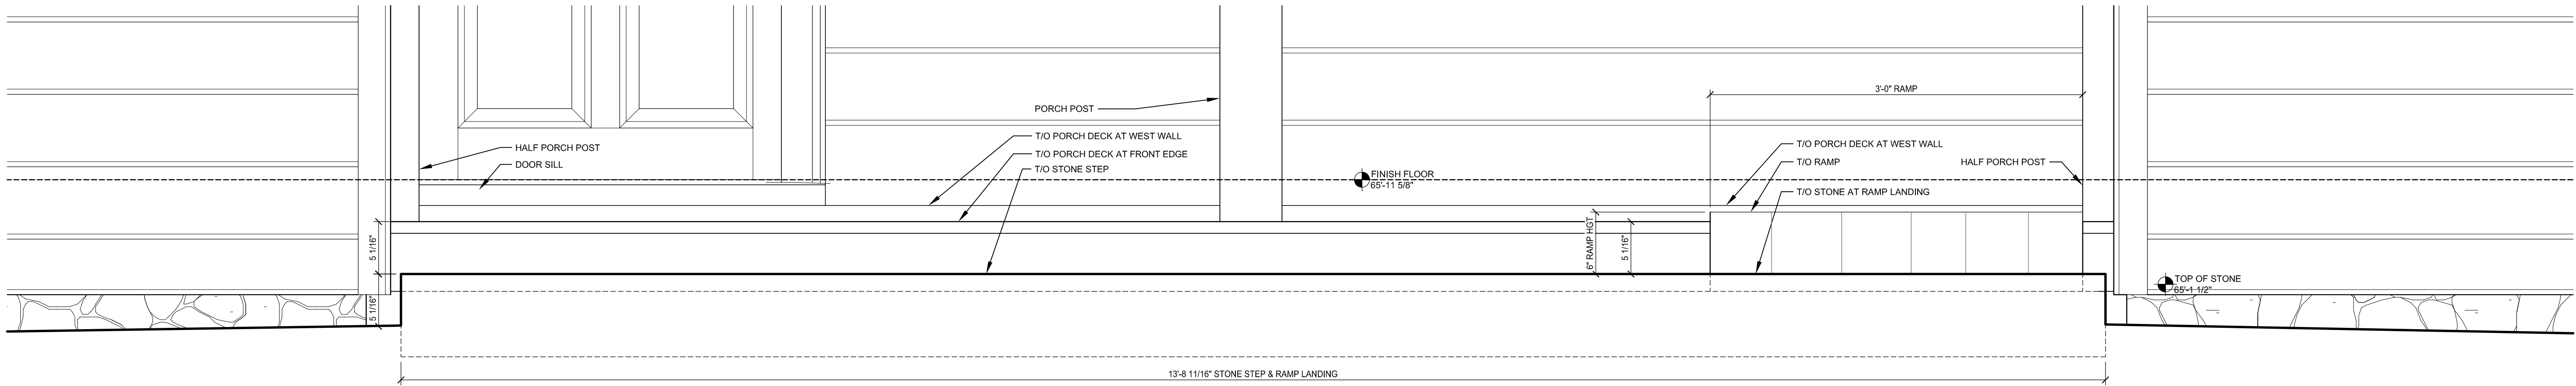 3'-0" RAMP
PORCH POST
T/O PORCH DECK AT WEST WALL
T/O PORCH DECK AT FRONT EDGE
T/O STONE STEP
HALF PORCH POST
DOOR SILL
FINISH FLOOR
65'-11 5/8"
T/O PORCH DECK AT WEST WALL
T/O RAMP
HALF PORCH POST
T/O STONE AT RAMP LANDING
5 1/16"
5 1/16"
6" RAMP HGT
5 1/16"
TOP OF STONE
65'-1 1/2"
13'-8 11/16" STONE STEP & RAMP LANDING